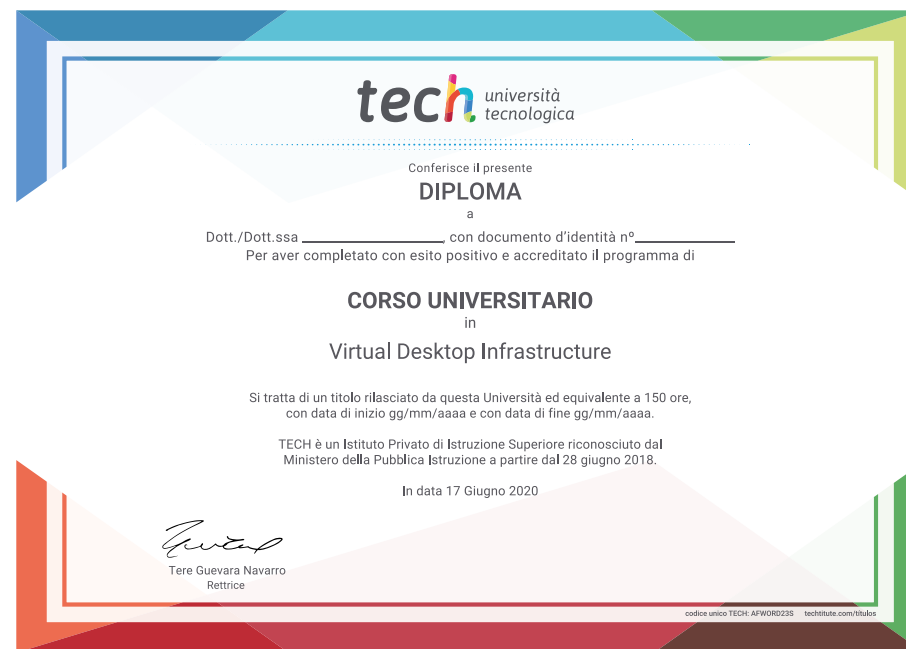 tech università
tecnologica
Conferisce il presente
DIPLOMA
a
Dott./Dott.ssa ____________________, con documento d'identità nº______________
Per aver completato con esito positivo e accreditato il programma di
CORSO UNIVERSITARIO
in
Virtual Desktop Infrastructure
Si tratta di un titolo rilasciato da questa Università ed equivalente a 150 ore,
con data di inizio gg/mm/aaaa e con data di fine gg/mm/aaaa.
TECH è un Istituto Privato di Istruzione Superiore riconosciuto dal
Ministero della Pubblica Istruzione a partire dal 28 giugno 2018.
In data 17 Giugno 2020
Tere Guevara Navarro
Rettrice
codice unico TECH: AFWORD23S techtitute.com/títulos